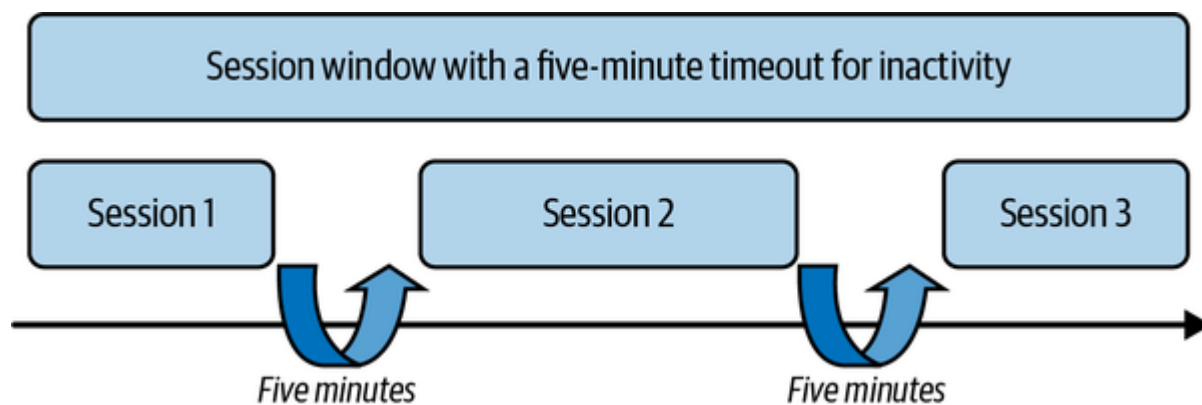 Session window with a five-minute timeout for inactivity
Session 1
Session 2
Session 3
Five minutes
Five minutes